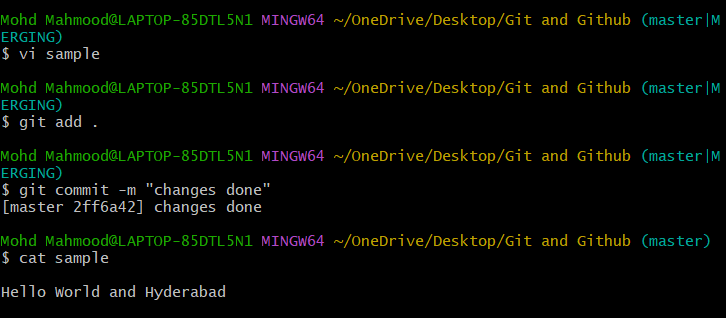 Mohd Mahmood@LAPTOP-85DTL5N1 MINGW64 ~/OneDrive/Desktop/Git and Github (master|M
ERGING)
$ vi sample
Mohd Mahmood@LAPTOP-85DTL5N1 MINGW64 ~/OneDrive/Desktop/Git and Github (master|M
ERGING)
$ git add .
Mohd Mahmood@LAPTOP-85DTL5N1 MINGW64 ~/OneDrive/Desktop/Git and Github (master|M
ERGING)
$ git commit -m "changes done"
[master 2ff6a42] changes done
Mohd Mahmood@LAPTOP-85DTL5N1 MINGW64 ~/OneDrive/Desktop/Git and Github (master)
$ cat sample
Hello World and Hyderabad